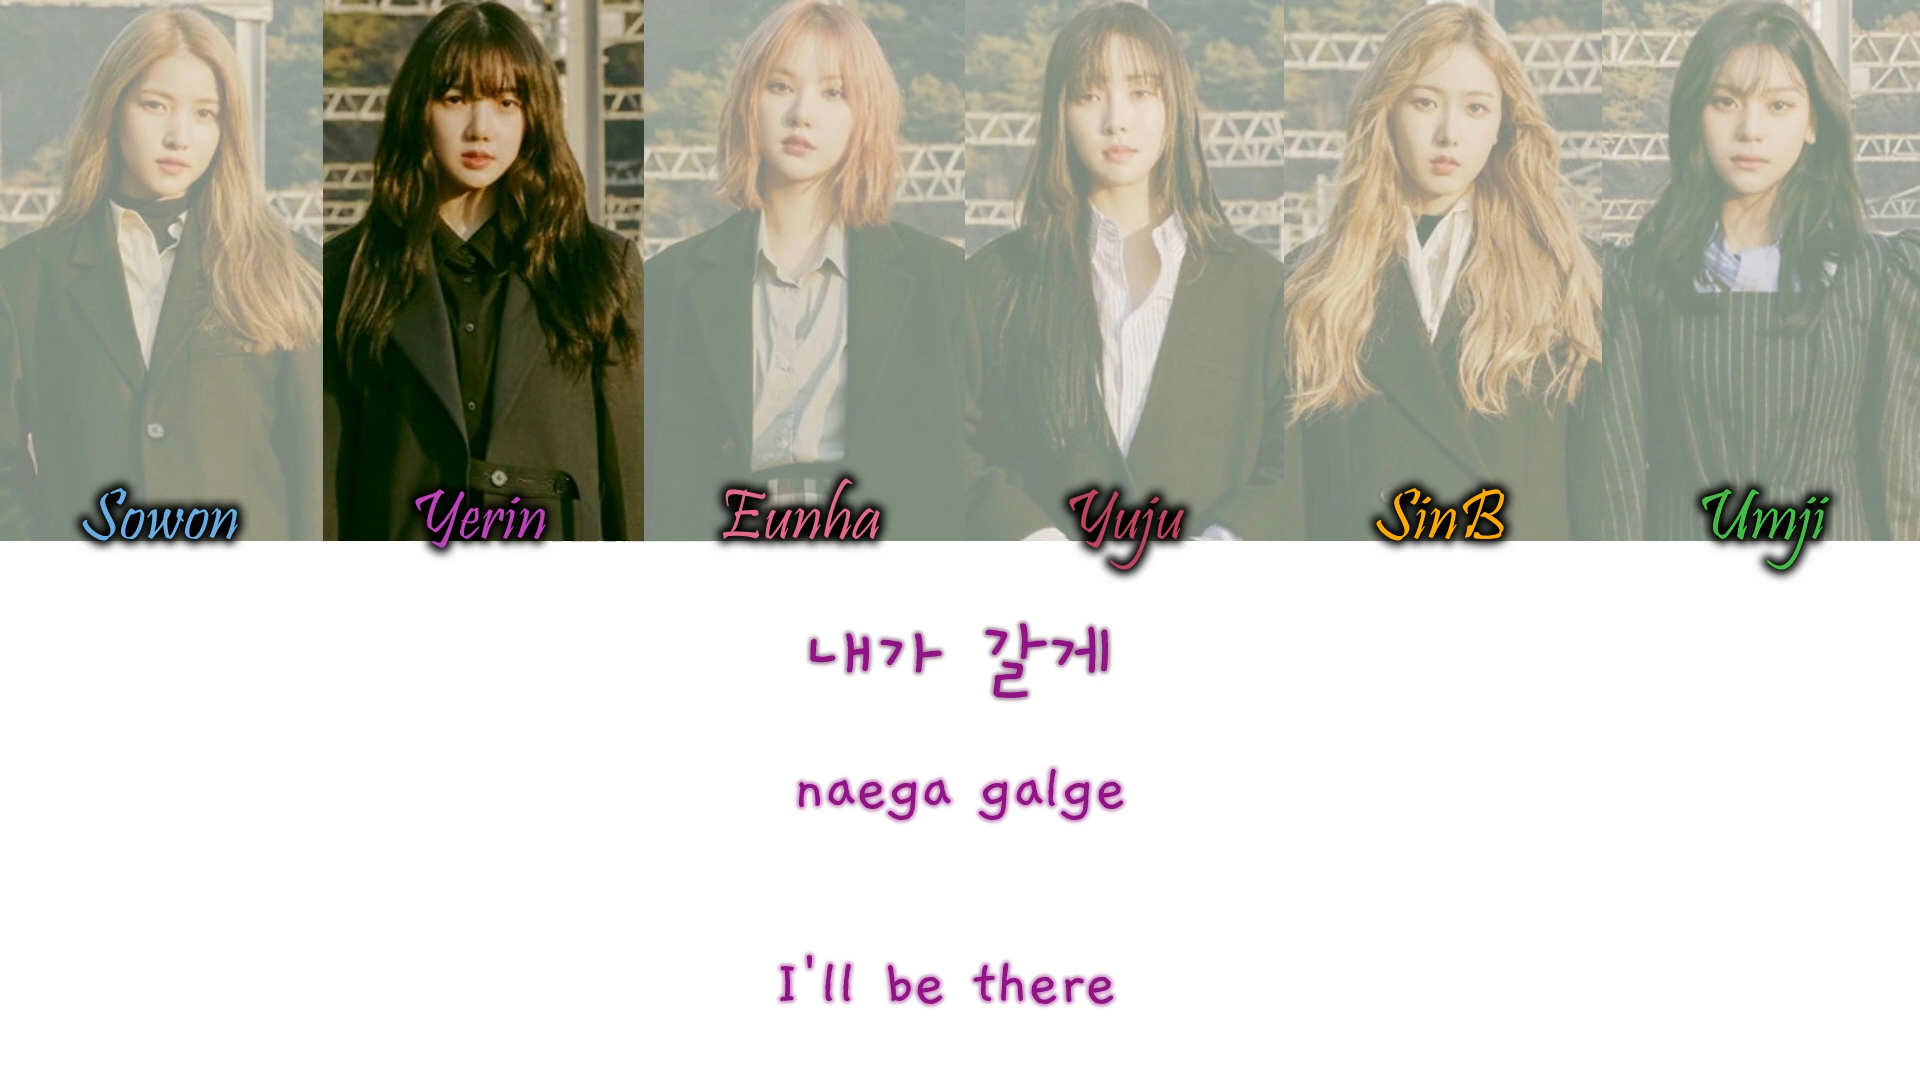 Sowon Yerin Eunha Yuju SinB Umji
내가 갈게
naega galge
I'll be there